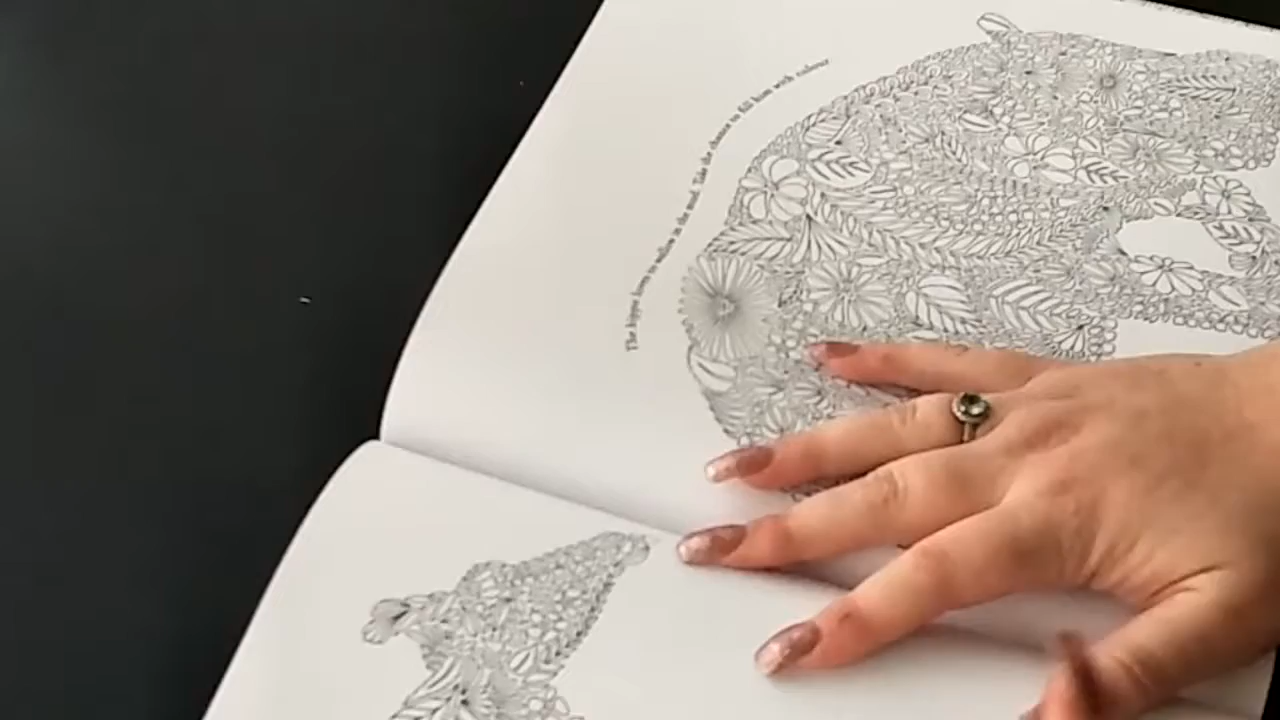 The hippo loves to wallow in the mud. Take the chance to fill him with colour